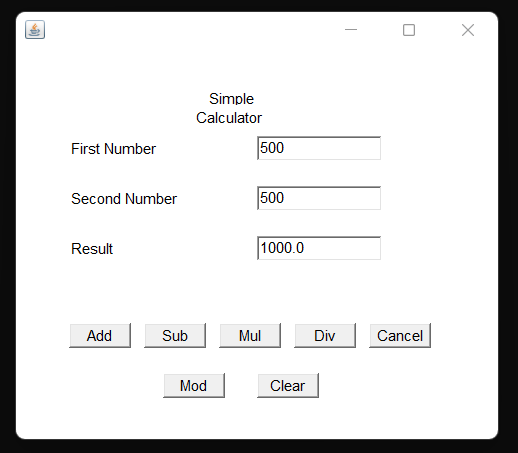 Simple
Calculator
First Number 500
Second Number 500
Result 1000.0
Add Sub Mul Div Cancel
Mod Clear